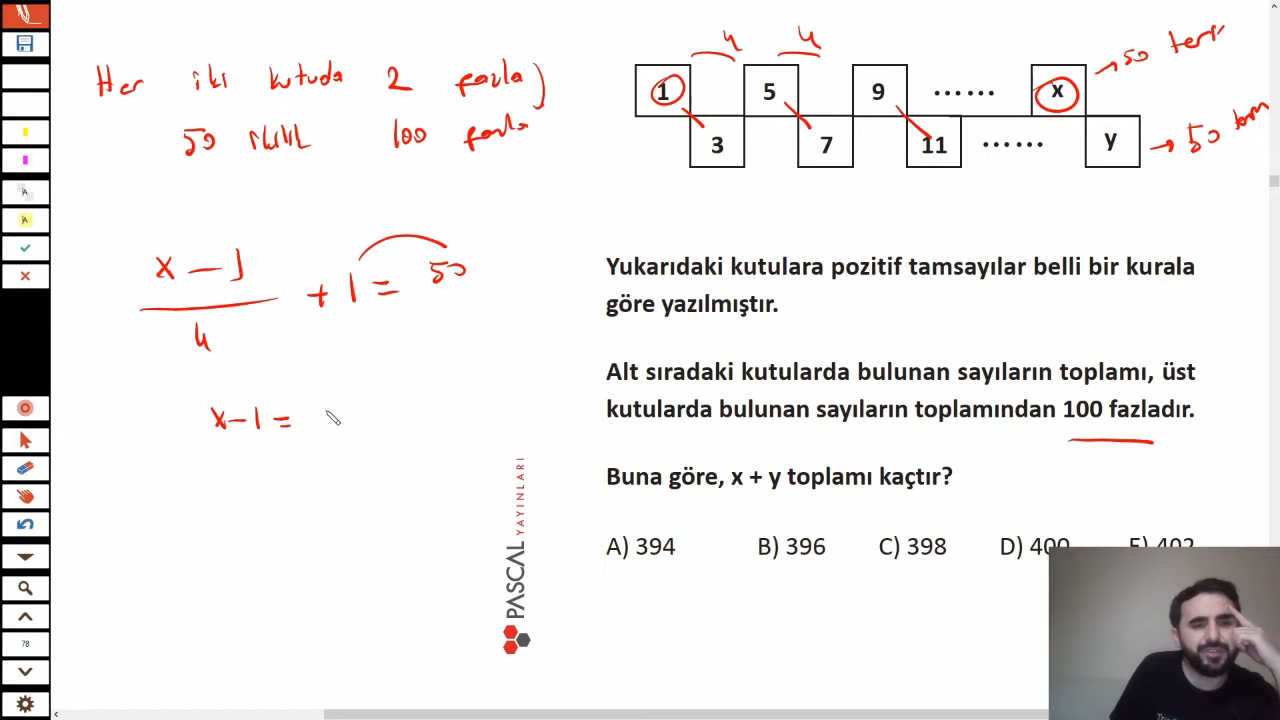 Her iki kutuda 2 fazla)
50 ikilik 100 fazla
x - 1
4
+ 1 = 50
x - 1 =
4 4
1 5 9 ...... x → 50 terim
3 7 11 ...... y → 50 terim
Yukarıdaki kutulara pozitif tamsayılar belli bir kurala
göre yazılmıştır.
Alt sıradaki kutularda bulunan sayıların toplamı, üst
kutularda bulunan sayıların toplamından 100 fazladır.
Buna göre, x + y toplamı kaçtır?
A) 394 B) 396 C) 398 D) 400 E) 402
PASCAL YAYINLARI
78